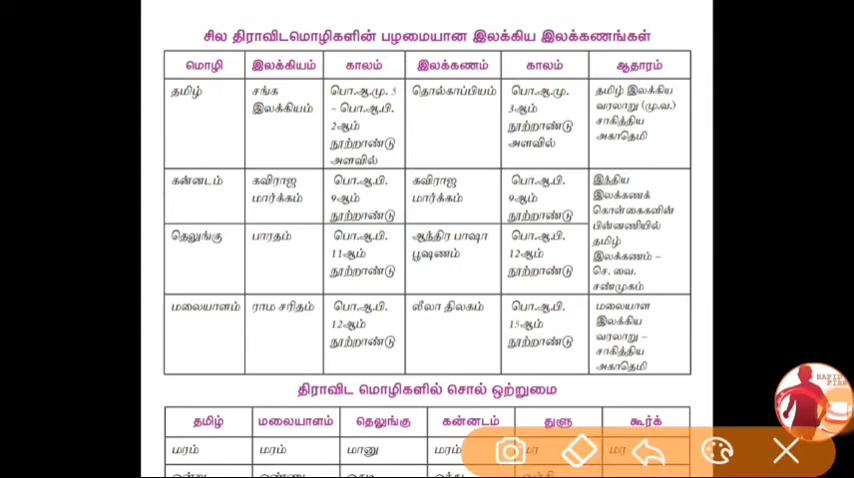 சில திராவிடமொழிகளின் பழமையான இலக்கிய இலக்கணங்கள்
மொழி இலக்கியம் காலம் இலக்கணம் காலம் ஆதாரம்
தமிழ்
சங்க
இலக்கியம்
பொ.ஆ.மு. 5
– பொ.ஆ.பி.
2ஆம்
நூற்றாண்டு
அளவில்
தொல்காப்பியம்
பொ.ஆ.மு.
3ஆம்
நூற்றாண்டு
அளவில்
தமிழ் இலக்கிய
வரலாறு (மு.வ.)
சாகித்திய
அகாதெமி
கன்னடம்
கவிராஜ
மார்க்கம்
பொ.ஆ.பி.
9ஆம்
நூற்றாண்டு
கவிராஜ
மார்க்கம்
பொ.ஆ.பி.
9ஆம்
நூற்றாண்டு
இந்திய
இலக்கணக்
கொள்கைகளின்
பின்னணியில்
தமிழ்
இலக்கணம் –
செ. வை.
சண்முகம்
தெலுங்கு
பாரதம்
பொ.ஆ.பி.
11ஆம்
நூற்றாண்டு
ஆந்திர பாஷா
பூஷணம்
பொ.ஆ.பி.
12ஆம்
நூற்றாண்டு
மலையாளம்
ராம சரிதம்
பொ.ஆ.பி.
12ஆம்
நூற்றாண்டு
லீலா திலகம்
பொ.ஆ.பி.
15ஆம்
நூற்றாண்டு
மலையாள
இலக்கிய
வரலாறு –
சாகித்திய
அகாதெமி
திராவிட மொழிகளில் சொல் ஒற்றுமை
தமிழ் மலையாளம் தெலுங்கு கன்னடம் துளு கூர்க்
மரம் மரம் மானு மரம் மர மர